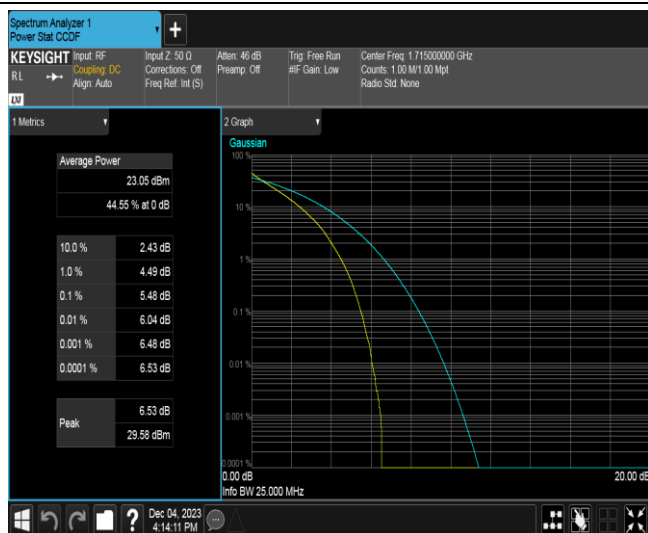 Spectrum Analyzer 1
Power Stat CCDF
+
KEYSIGHT Input: RF
RL
Coupling: DC
Align: Auto
LXI
Input Z: 50 Ω
Corrections: Off
Freq Ref: Int (S)
Atten: 46 dB
Preamp: Off
Trig: Free Run
#IF Gain: Low
Center Freq: 1.715000000 GHz
Counts: 1.00 M/1.00 Mpt
Radio Std: None
1 Metrics
Average Power
23.05 dBm
44.55 % at 0 dB
10.0 % 2.43 dB
1.0 % 4.49 dB
0.1 % 5.48 dB
0.01 % 6.04 dB
0.001 % 6.48 dB
0.0001 % 6.53 dB
Peak
6.53 dB
29.58 dBm
2 Graph
Gaussian
100 %
10 %
1 %
0.1 %
0.01 %
0.001 %
0.0001 %
0.00 dB 20.00 dB
Info BW 25.000 MHz
?
Dec 04, 2023
4:14:11 PM